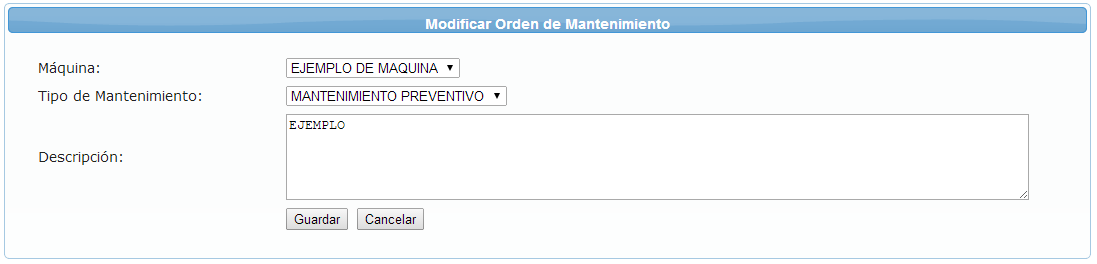 Modificar Orden de Mantenimiento
Máquina: EJEMPLO DE MAQUINA
Tipo de Mantenimiento: MANTENIMIENTO PREVENTIVO
Descripción: EJEMPLO
Guardar Cancelar